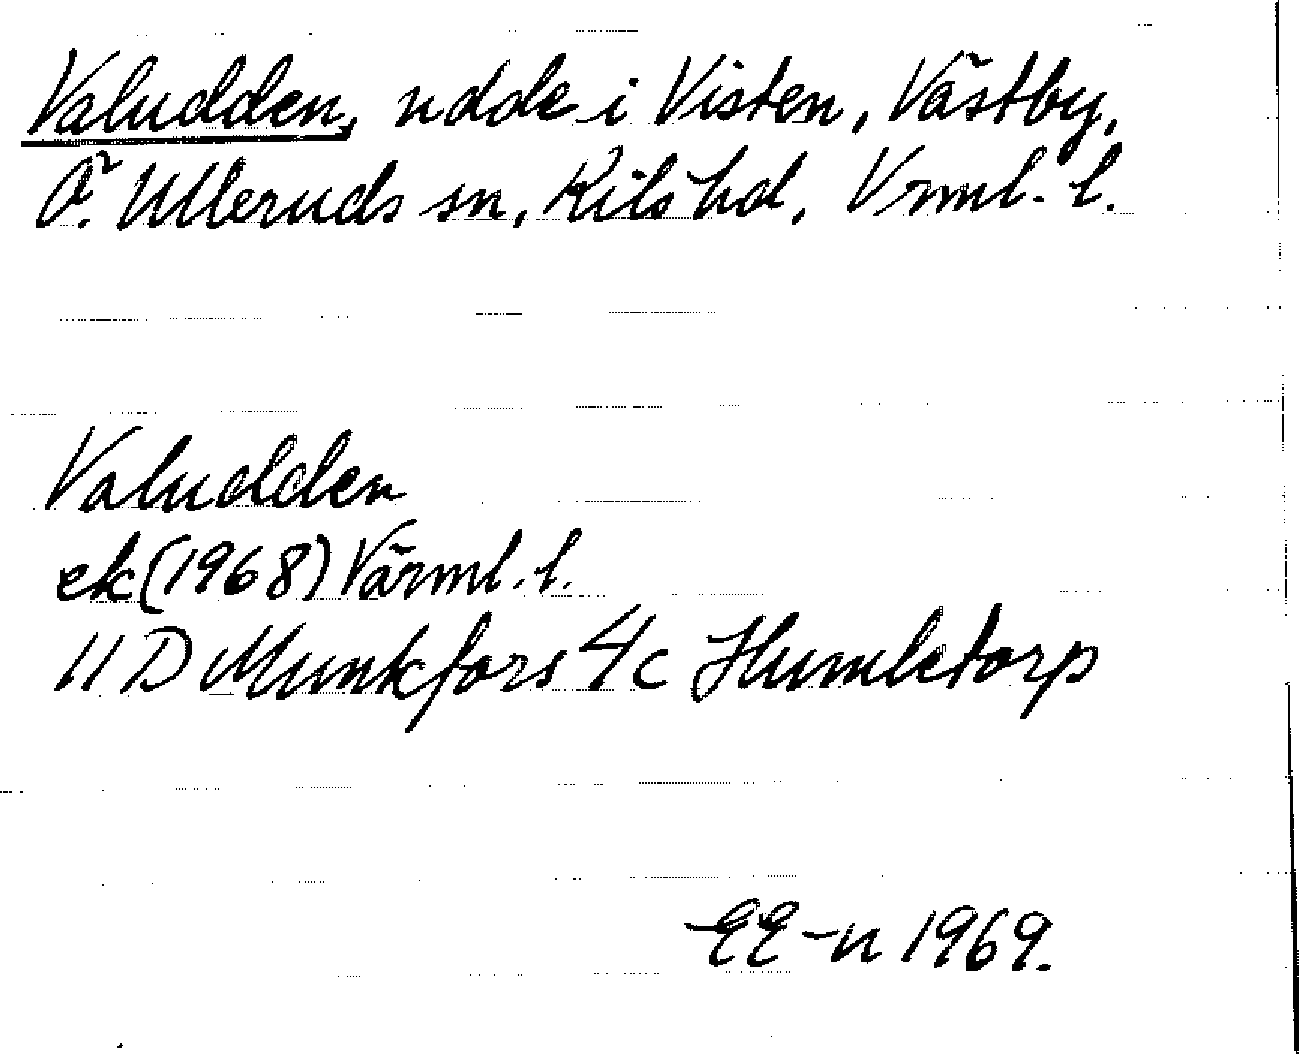 Valudden, udde i Visten, Västby,
Ö. Ulleruds sn, Kils hd, Vrml. l.
Valudden
ek (1968) Värml. l.
11 D Munkfors 4c Humletorp
EE-n 1969.